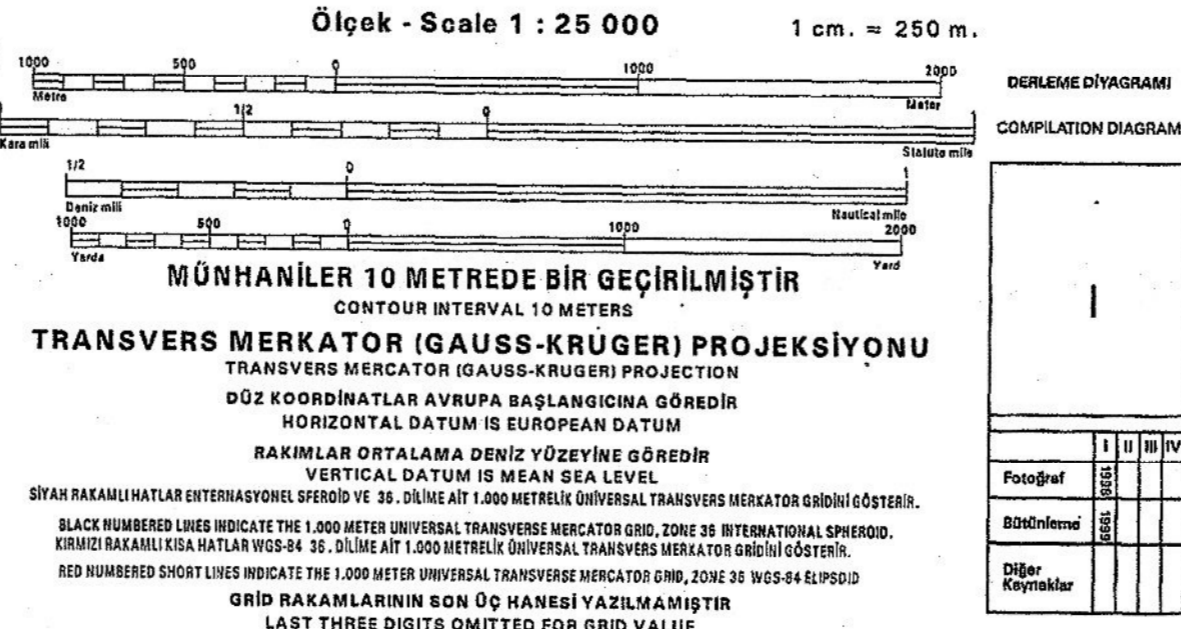 Ölçek - Scale 1 : 25 000
1 cm. = 250 m.
1000 500 0 1000 2000
Metre Meter
1/2 0 1
Kara mili Statute mile
1/2 0 1
Deniz mili Nautical mile
1000 500 0 1000 2000
Yarda Yard
MÜNHANİLER 10 METREDE BİR GEÇİRİLMİŞTİR
CONTOUR INTERVAL 10 METERS
TRANSVERS MERKATOR (GAUSS-KRÜGER) PROJEKSİYONU
TRANSVERS MERCATOR (GAUSS-KRUGER) PROJECTION
DÜZ KOORDİNATLAR AVRUPA BAŞLANGICINA GÖREDİR
HORIZONTAL DATUM IS EUROPEAN DATUM
RAKIMLAR ORTALAMA DENİZ YÜZEYİNE GÖREDİR
VERTICAL DATUM IS MEAN SEA LEVEL
SİYAH RAKAMLI HATLAR ENTERNASYONEL SFEROİD VE 36. DİLİME AİT 1.000 METRELİK ÜNİVERSAL TRANSVERS MERKATOR GRİDİNİ GÖSTERİR.
BLACK NUMBERED LINES INDICATE THE 1.000 METER UNIVERSAL TRANSVERSE MERCATOR GRID, ZONE 36 INTERNATIONAL SPHEROID.
KIRMIZI RAKAMLI KISA HATLAR WGS-84 36. DİLİME AİT 1.000 METRELİK ÜNİVERSAL TRANSVERS MERKATOR GRİDİNİ GÖSTERİR.
RED NUMBERED SHORT LINES INDICATE THE 1.000 METER UNIVERSAL TRANSVERSE MERCATOR GRID, ZONE 36 WGS-84 ELIPSOID
GRİD RAKAMLARININ SON ÜÇ HANESİ YAZILMAMIŞTIR
LAST THREE DIGITS OMITTED FOR GRID VALUE
DERLEME DİYAGRAMI
COMPILATION DIAGRAM
I
I II III IV
Fotoğraf
Bütünleme 1999
Diğer
Kaynaklar